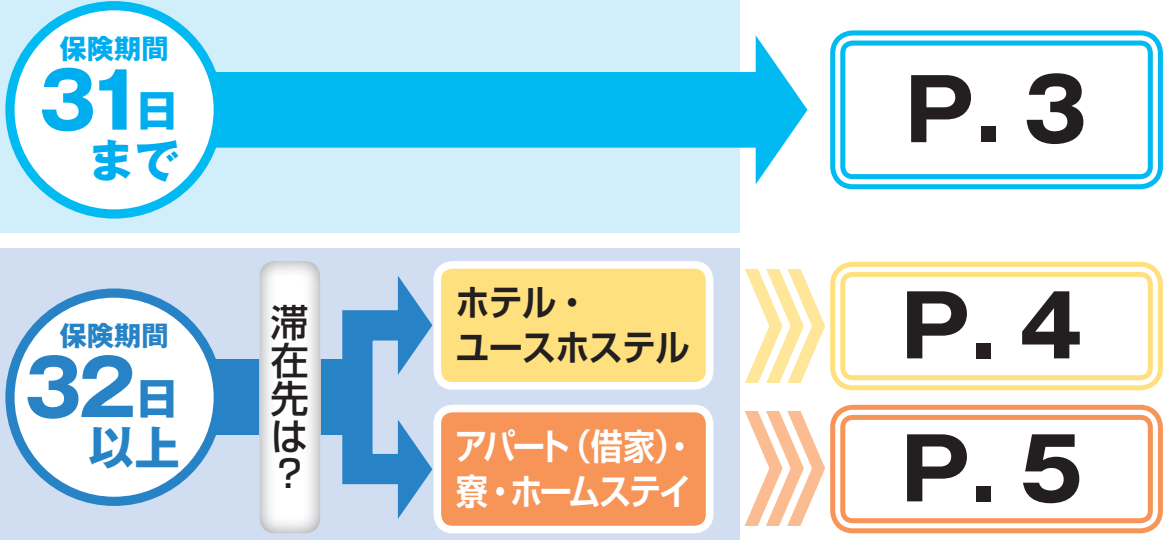 保険期間
31日
まで
P. 3
保険期間
32日
以上
滞在先は?
ホテル・
ユースホステル
P. 4
アパート(借家)・
寮・ホームステイ
P. 5